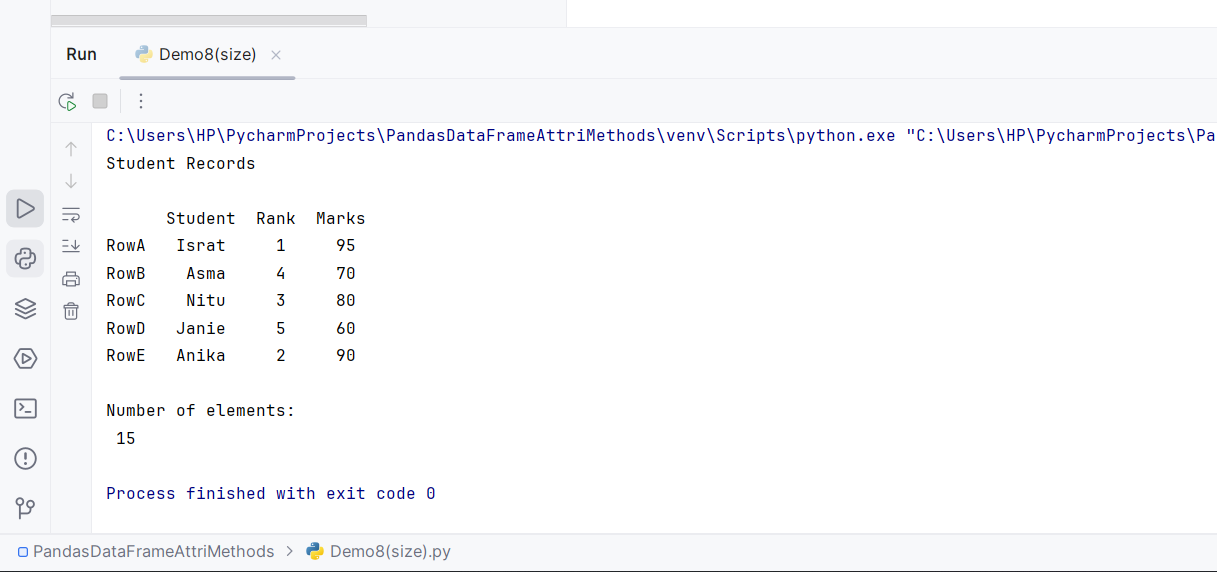 Run Demo8(size)
C:\Users\HP\PycharmProjects\PandasDataFrameAttriMethods\venv\Scripts\python.exe "C:\Users\HP\PycharmProjects\Pa
Student Records
Student Rank Marks
RowA Israt 1 95
RowB Asma 4 70
RowC Nitu 3 80
RowD Janie 5 60
RowE Anika 2 90
Number of elements:
15
Process finished with exit code 0
PandasDataFrameAttriMethods > Demo8(size).py